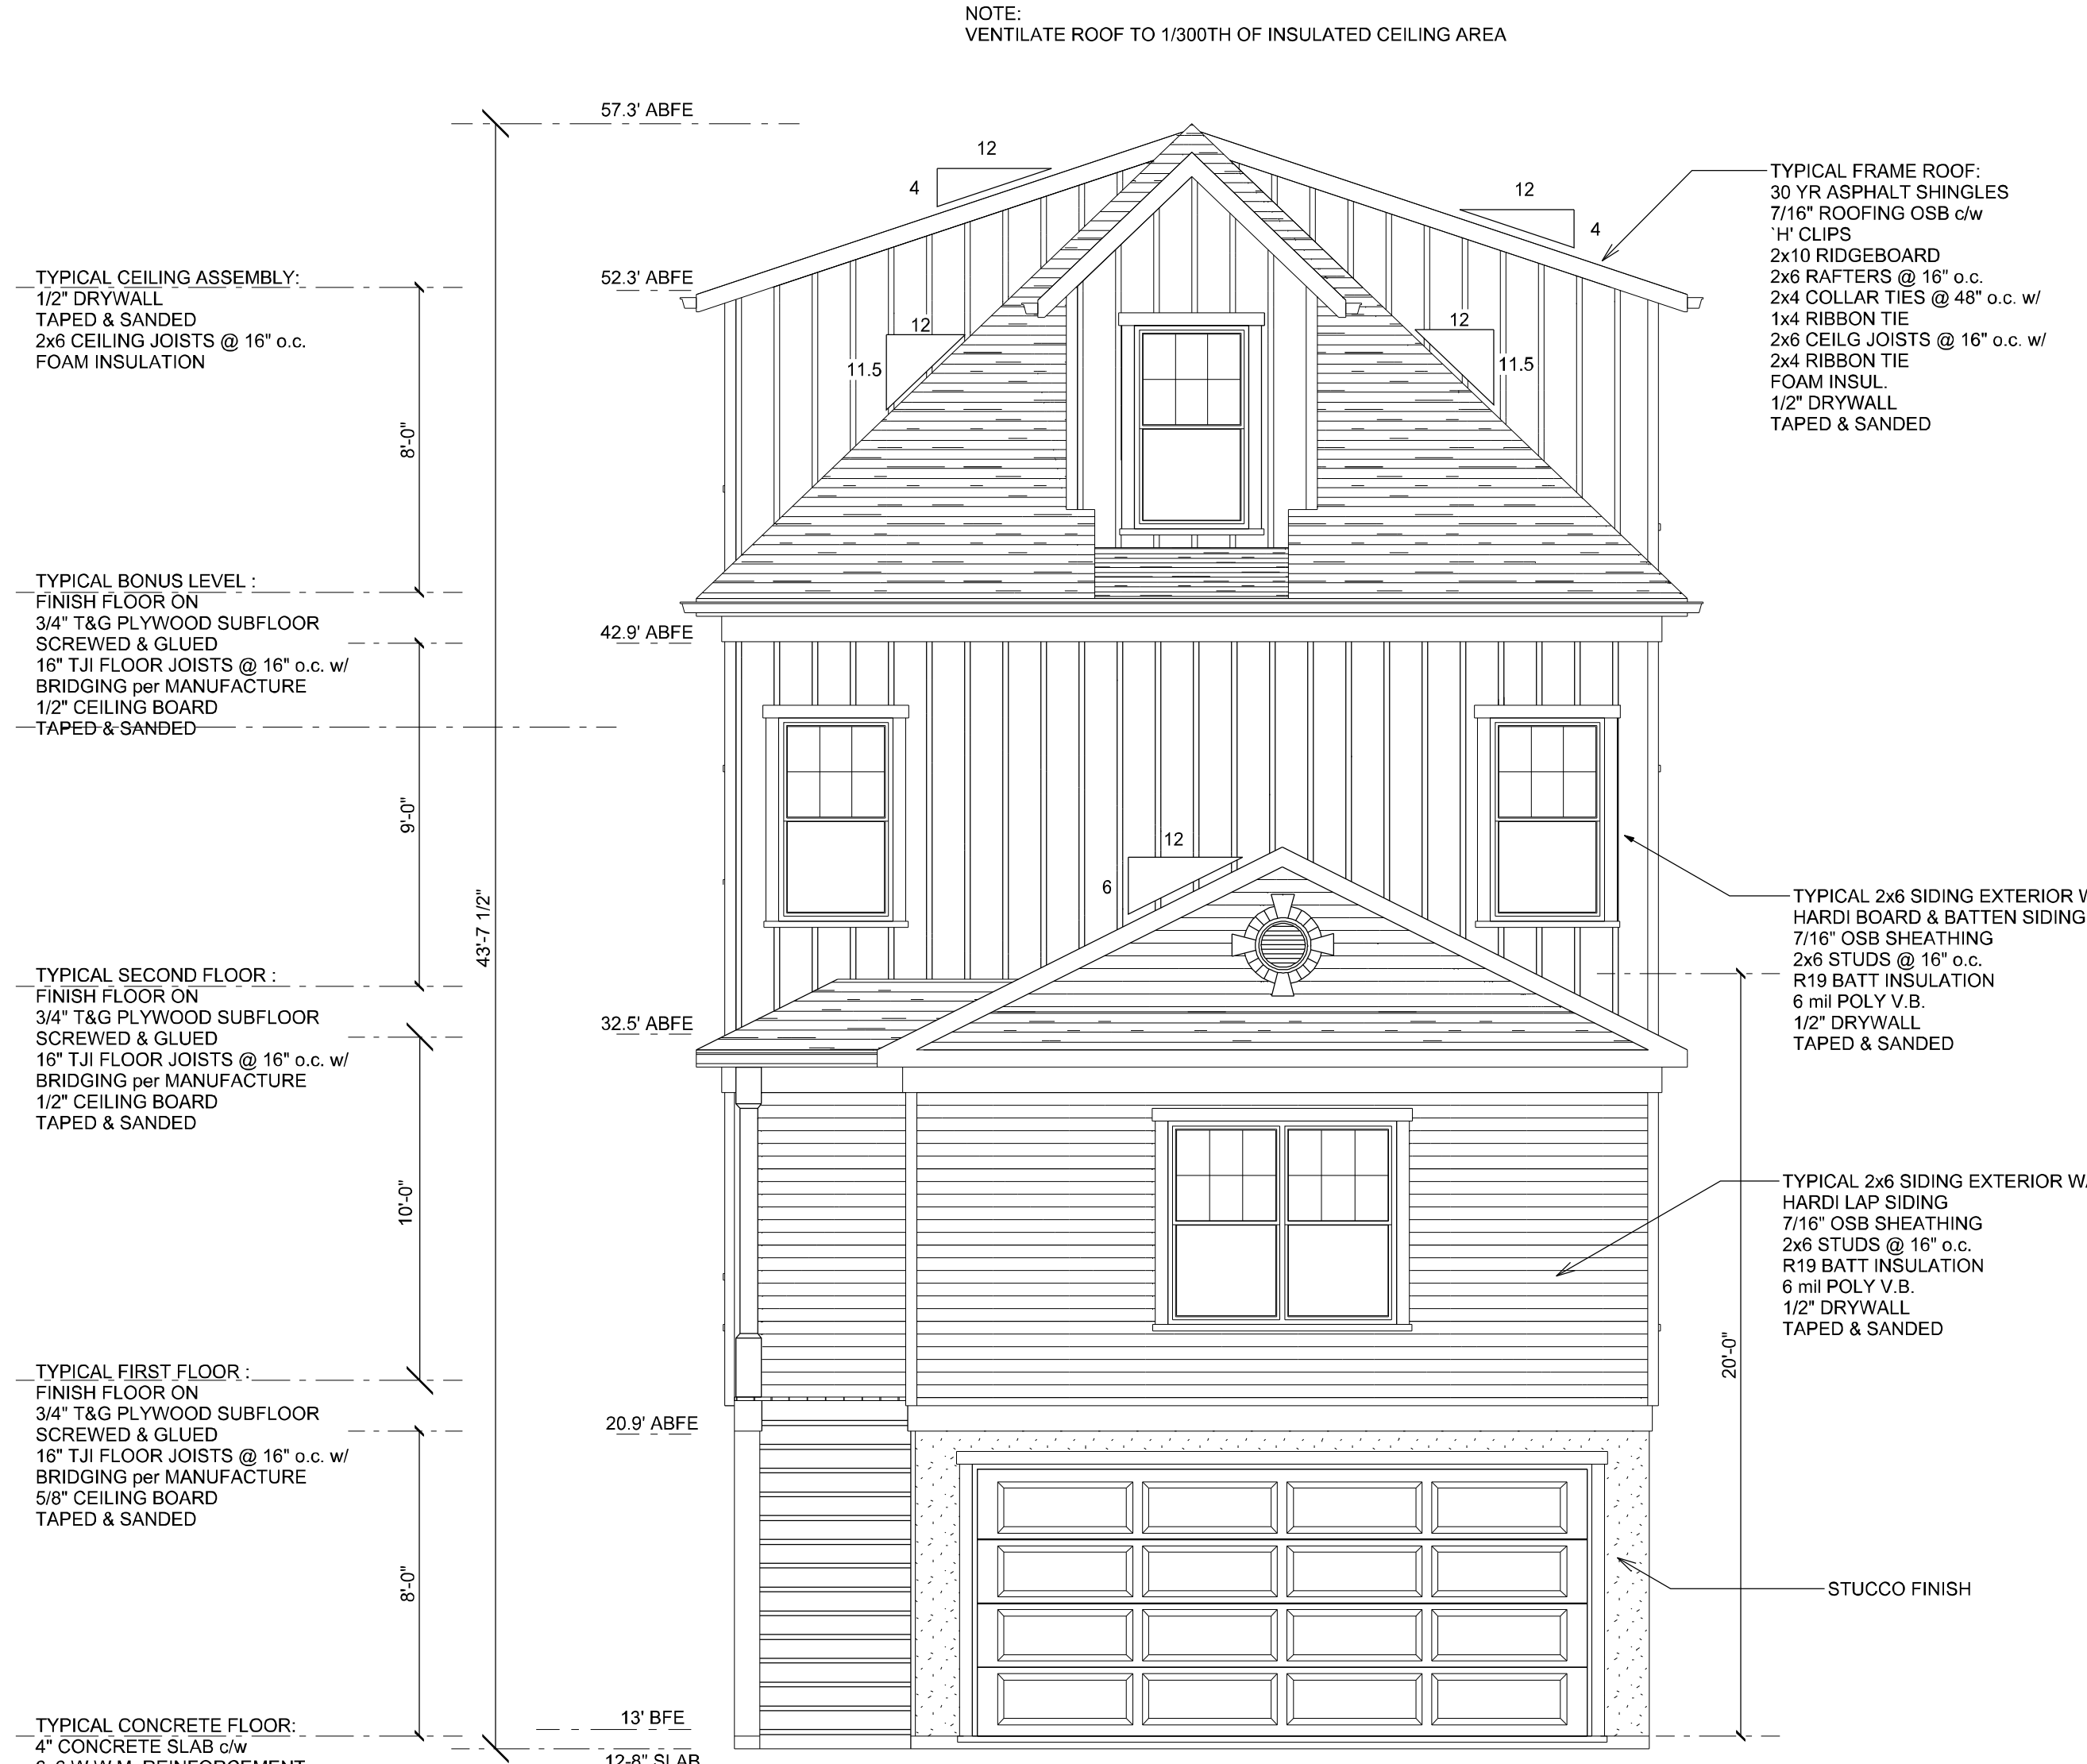 NOTE:
VENTILATE ROOF TO 1/300TH OF INSULATED CEILING AREA
57.3' ABFE
12
4
12
4
TYPICAL FRAME ROOF:
30 YR ASPHALT SHINGLES
7/16" ROOFING OSB c/w
`H' CLIPS
2x10 RIDGEBOARD
2x6 RAFTERS @ 16" o.c.
2x4 COLLAR TIES @ 48" o.c. w/
1x4 RIBBON TIE
2x6 CEILG JOISTS @ 16" o.c. w/
2x4 RIBBON TIE
FOAM INSUL.
1/2" DRYWALL
TAPED & SANDED
52.3' ABFE
TYPICAL CEILING ASSEMBLY:
1/2" DRYWALL
TAPED & SANDED
2x6 CEILING JOISTS @ 16" o.c.
FOAM INSULATION
12
11.5
12
11.5
8'-0"
TYPICAL BONUS LEVEL :
FINISH FLOOR ON
3/4" T&G PLYWOOD SUBFLOOR
SCREWED & GLUED
16" TJI FLOOR JOISTS @ 16" o.c. w/
BRIDGING per MANUFACTURE
1/2" CEILING BOARD
TAPED & SANDED
42.9' ABFE
9'-0"
43'-7 1/2"
12
6
TYPICAL 2x6 SIDING EXTERIOR
HARDI BOARD & BATTEN SIDING
7/16" OSB SHEATHING
2x6 STUDS @ 16" o.c.
R19 BATT INSULATION
6 mil POLY V.B.
1/2" DRYWALL
TAPED & SANDED
TYPICAL SECOND FLOOR :
FINISH FLOOR ON
3/4" T&G PLYWOOD SUBFLOOR
SCREWED & GLUED
16" TJI FLOOR JOISTS @ 16" o.c. w/
BRIDGING per MANUFACTURE
1/2" CEILING BOARD
TAPED & SANDED
32.5' ABFE
10'-0"
TYPICAL 2x6 SIDING EXTERIOR
HARDI LAP SIDING
7/16" OSB SHEATHING
2x6 STUDS @ 16" o.c.
R19 BATT INSULATION
6 mil POLY V.B.
1/2" DRYWALL
TAPED & SANDED
20'-0"
TYPICAL FIRST FLOOR :
FINISH FLOOR ON
3/4" T&G PLYWOOD SUBFLOOR
SCREWED & GLUED
16" TJI FLOOR JOISTS @ 16" o.c. w/
BRIDGING per MANUFACTURE
5/8" CEILING BOARD
TAPED & SANDED
20.9' ABFE
8'-0"
STUCCO FINISH
13' BFE
12-8" SLAB
TYPICAL CONCRETE FLOOR:
4" CONCRETE SLAB c/w
W.W.M. REINFORCEMENT